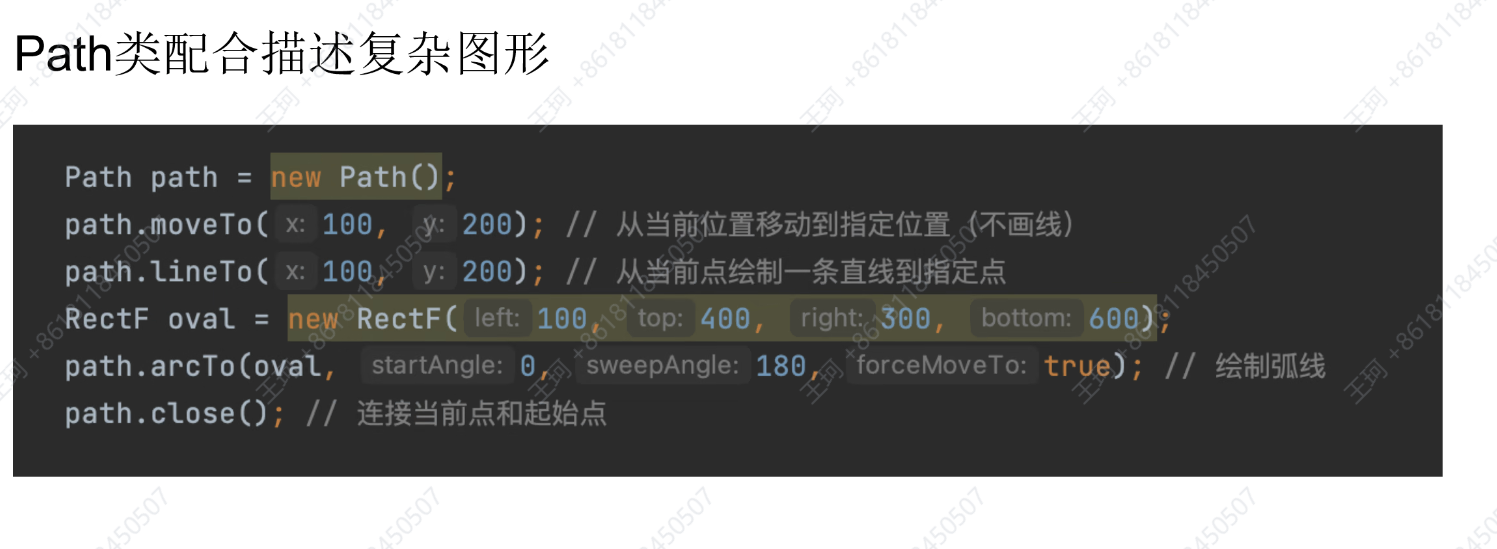 Path类配合描述复杂图形
Path path = new Path();
path.moveTo( x: 100, y: 200); // 从当前位置移动到指定位置（不画线）
path.lineTo( x: 100, y: 200); // 从当前点绘制一条直线到指定点
RectF oval = new RectF( left: 100, top: 400, right: 300, bottom: 600);
path.arcTo(oval, startAngle: 0, sweepAngle: 180, forceMoveTo: true); // 绘制弧线
path.close(); // 连接当前点和起始点
王珂 +8618118450507